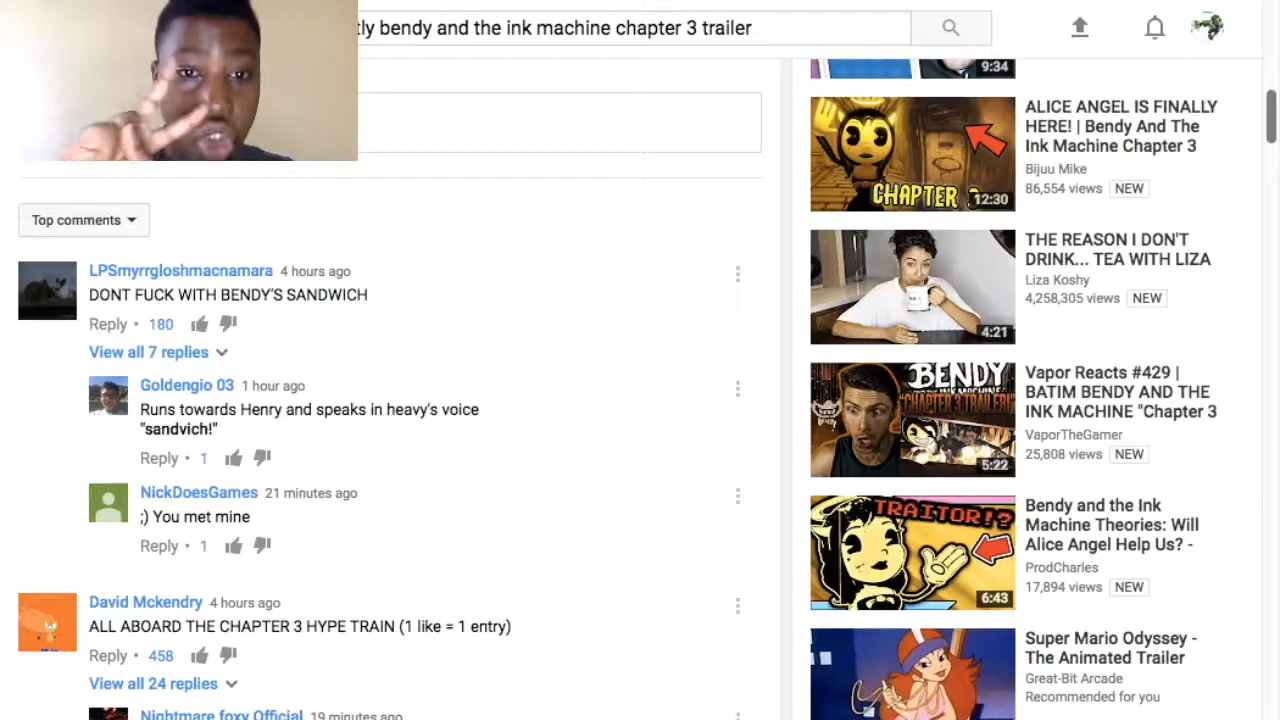 tly bendy and the ink machine chapter 3 trailer
Top comments
LPSmyrrgloshmacnamara 4 hours ago
DONT FUCK WITH BENDY'S SANDWICH
Reply • 180
View all 7 replies
Goldengio 03 1 hour ago
Runs towards Henry and speaks in heavy's voice
"sandvich!"
Reply • 1
NickDoesGames 21 minutes ago
;) You met mine
Reply • 1
David Mckendry 4 hours ago
ALL ABOARD THE CHAPTER 3 HYPE TRAIN (1 like = 1 entry)
Reply • 458
View all 24 replies
Nightmare foxy Official 19 minutes ago
9:34
CHAPTER
12:30
ALICE ANGEL IS FINALLY
HERE! | Bendy And The
Ink Machine Chapter 3
Bijuu Mike
86,554 views NEW
4:21
THE REASON I DON'T
DRINK... TEA WITH LIZA
Liza Koshy
4,258,305 views NEW
BENDY
"CHAPTER 3 TRAILER!"
5:22
Vapor Reacts #429 |
BATIM BENDY AND THE
INK MACHINE "Chapter 3
VaporTheGamer
25,808 views NEW
TRAITOR!?
6:43
Bendy and the Ink
Machine Theories: Will
Alice Angel Help Us? -
ProdCharles
17,894 views NEW
Super Mario Odyssey -
The Animated Trailer
Great-Bit Arcade
Recommended for you